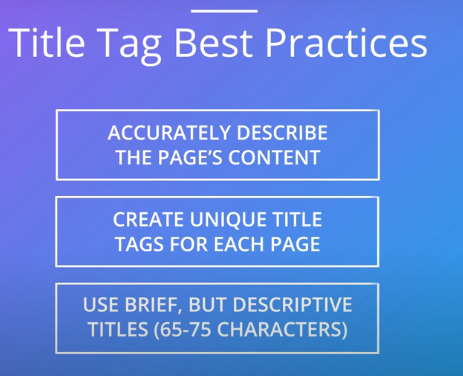 Title Tag Best Practices
ACCURATELY DESCRIBE
THE PAGE'S CONTENT
CREATE UNIQUE TITLE
TAGS FOR EACH PAGE
USE BRIEF, BUT DESCRIPTIVE
TITLES (65-75 CHARACTERS)